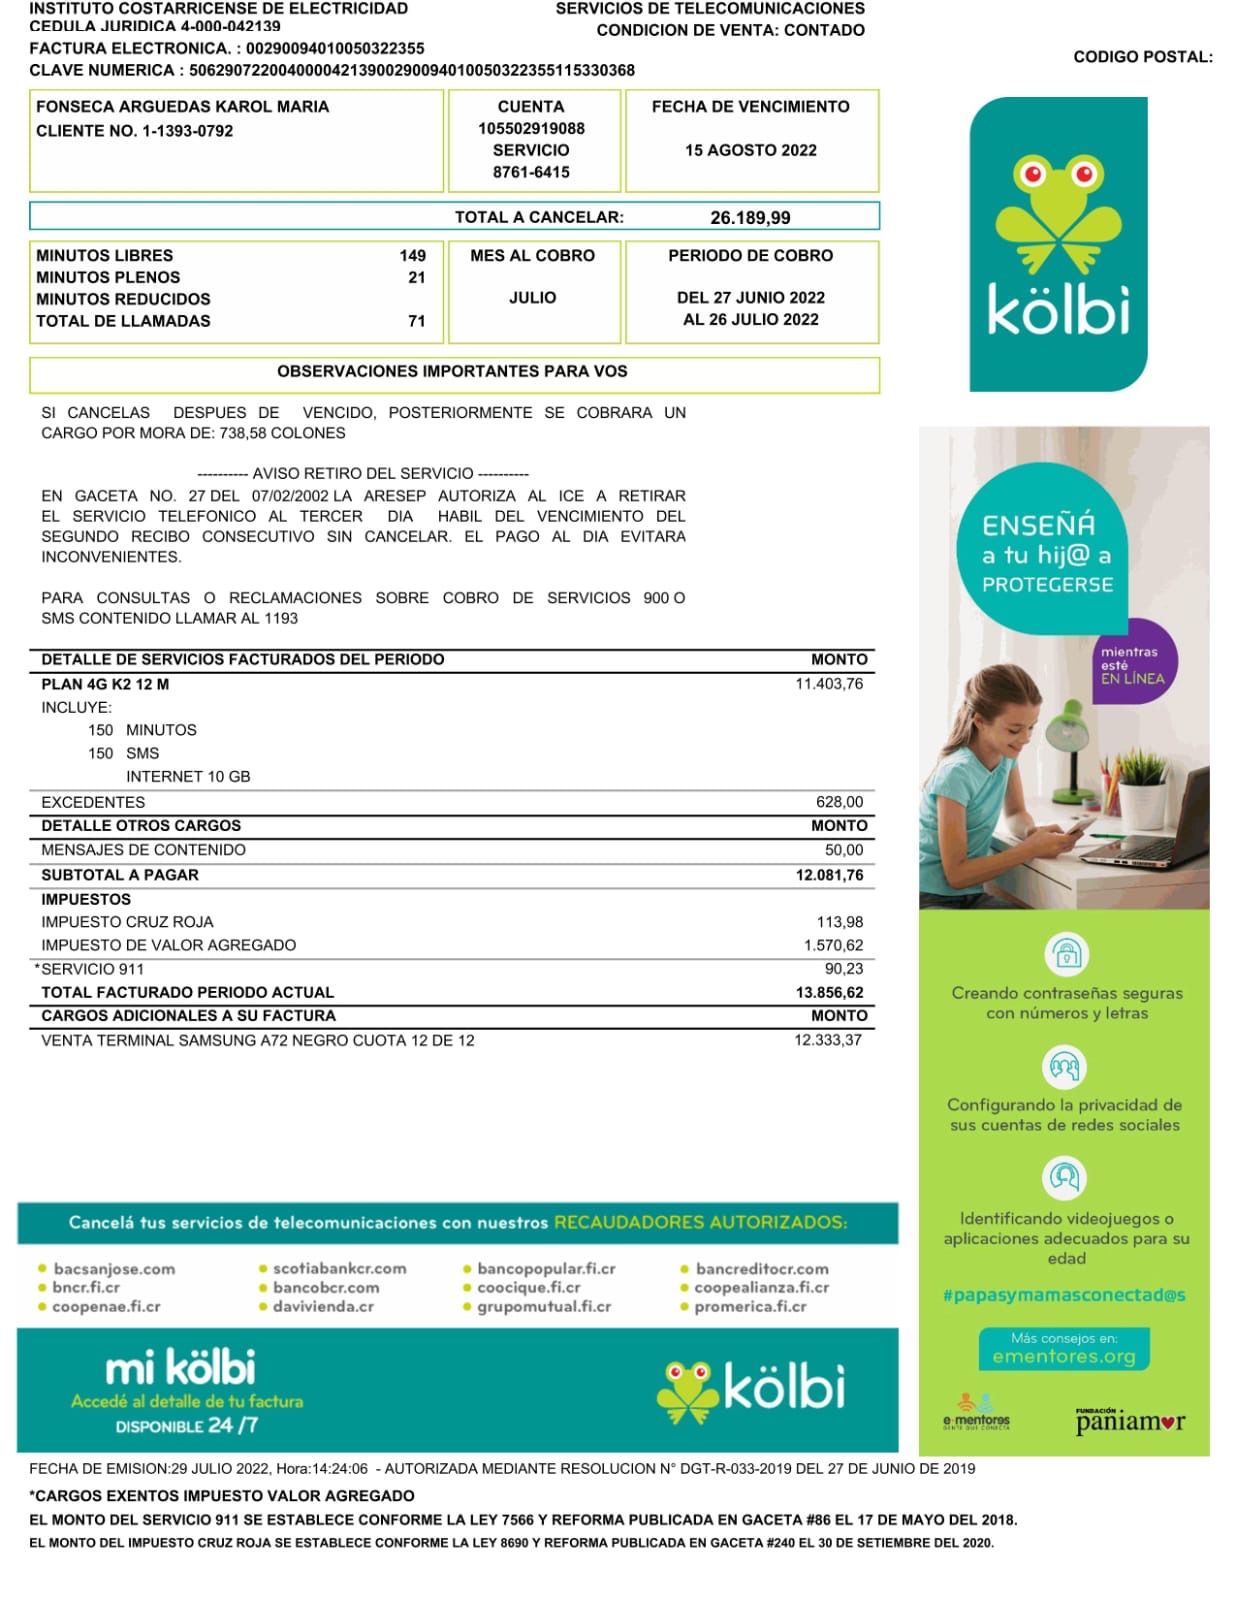 INSTITUTO COSTARRICENSE DE ELECTRICIDAD
CEDULA JURIDICA 4-000-042139
FACTURA ELECTRONICA. : 00290094010050322355
CLAVE NUMERICA : 50629072200400004213900290094010050322355115330368
SERVICIOS DE TELECOMUNICACIONES
CONDICION DE VENTA: CONTADO
CODIGO POSTAL:
FONSECA ARGUEDAS KAROL MARIA
CLIENTE NO. 1-1393-0792
CUENTA
105502919088
SERVICIO
8761-6415
FECHA DE VENCIMIENTO
15 AGOSTO 2022
TOTAL A CANCELAR: 26.189,99
MINUTOS LIBRES 149
MINUTOS PLENOS 21
MINUTOS REDUCIDOS
TOTAL DE LLAMADAS 71
MES AL COBRO
JULIO
PERIODO DE COBRO
DEL 27 JUNIO 2022
AL 26 JULIO 2022
kölbi
OBSERVACIONES IMPORTANTES PARA VOS
SI CANCELAS DESPUES DE VENCIDO, POSTERIORMENTE SE COBRARA UN
CARGO POR MORA DE: 738,58 COLONES
---------- AVISO RETIRO DEL SERVICIO ----------
EN GACETA NO. 27 DEL 07/02/2002 LA ARESEP AUTORIZA AL ICE A RETIRAR
EL SERVICIO TELEFONICO AL TERCER DIA HABIL DEL VENCIMIENTO DEL
SEGUNDO RECIBO CONSECUTIVO SIN CANCELAR. EL PAGO AL DIA EVITARA
INCONVENIENTES.
PARA CONSULTAS O RECLAMACIONES SOBRE COBRO DE SERVICIOS 900 O
SMS CONTENIDO LLAMAR AL 1193
DETALLE DE SERVICIOS FACTURADOS DEL PERIODO MONTO
PLAN 4G K2 12 M 11.403,76
INCLUYE:
150 MINUTOS
150 SMS
INTERNET 10 GB
EXCEDENTES 628,00
DETALLE OTROS CARGOS MONTO
MENSAJES DE CONTENIDO 50,00
SUBTOTAL A PAGAR 12.081,76
IMPUESTOS
IMPUESTO CRUZ ROJA 113,98
IMPUESTO DE VALOR AGREGADO 1.570,62
*SERVICIO 911 90,23
TOTAL FACTURADO PERIODO ACTUAL 13.856,62
CARGOS ADICIONALES A SU FACTURA MONTO
VENTA TERMINAL SAMSUNG A72 NEGRO CUOTA 12 DE 12 12.333,37
ENSEÑÁ
a tu hij@ a
PROTEGERSE
mientras
esté
EN LÍNEA
Creando contraseñas seguras
con números y letras
Configurando la privacidad de
sus cuentas de redes sociales
Identificando videojuegos o
aplicaciones adecuados para su
edad
#papasymamasconectad@s
Más consejos en:
ementores.org
e·mentores
GENTE QUE CONECTA
FUNDACIÓN
paniamor
Cancelá tus servicios de telecomunicaciones con nuestros RECAUDADORES AUTORIZADOS:
bacsanjose.com scotiabankcr.com bancopopular.fi.cr bancreditocr.com
bncr.fi.cr bancobcr.com coocique.fi.cr coopealianza.fi.cr
coopenae.fi.cr davivienda.cr grupomutual.fi.cr promerica.fi.cr
mi kölbi
Accedé al detalle de tu factura
DISPONIBLE 24/7
kölbi
FECHA DE EMISION:29 JULIO 2022, Hora:14:24:06 - AUTORIZADA MEDIANTE RESOLUCION N° DGT-R-033-2019 DEL 27 DE JUNIO DE 2019
*CARGOS EXENTOS IMPUESTO VALOR AGREGADO
EL MONTO DEL SERVICIO 911 SE ESTABLECE CONFORME LA LEY 7566 Y REFORMA PUBLICADA EN GACETA #86 EL 17 DE MAYO DEL 2018.
EL MONTO DEL IMPUESTO CRUZ ROJA SE ESTABLECE CONFORME LA LEY 8690 Y REFORMA PUBLICADA EN GACETA #240 EL 30 DE SETIEMBRE DEL 2020.